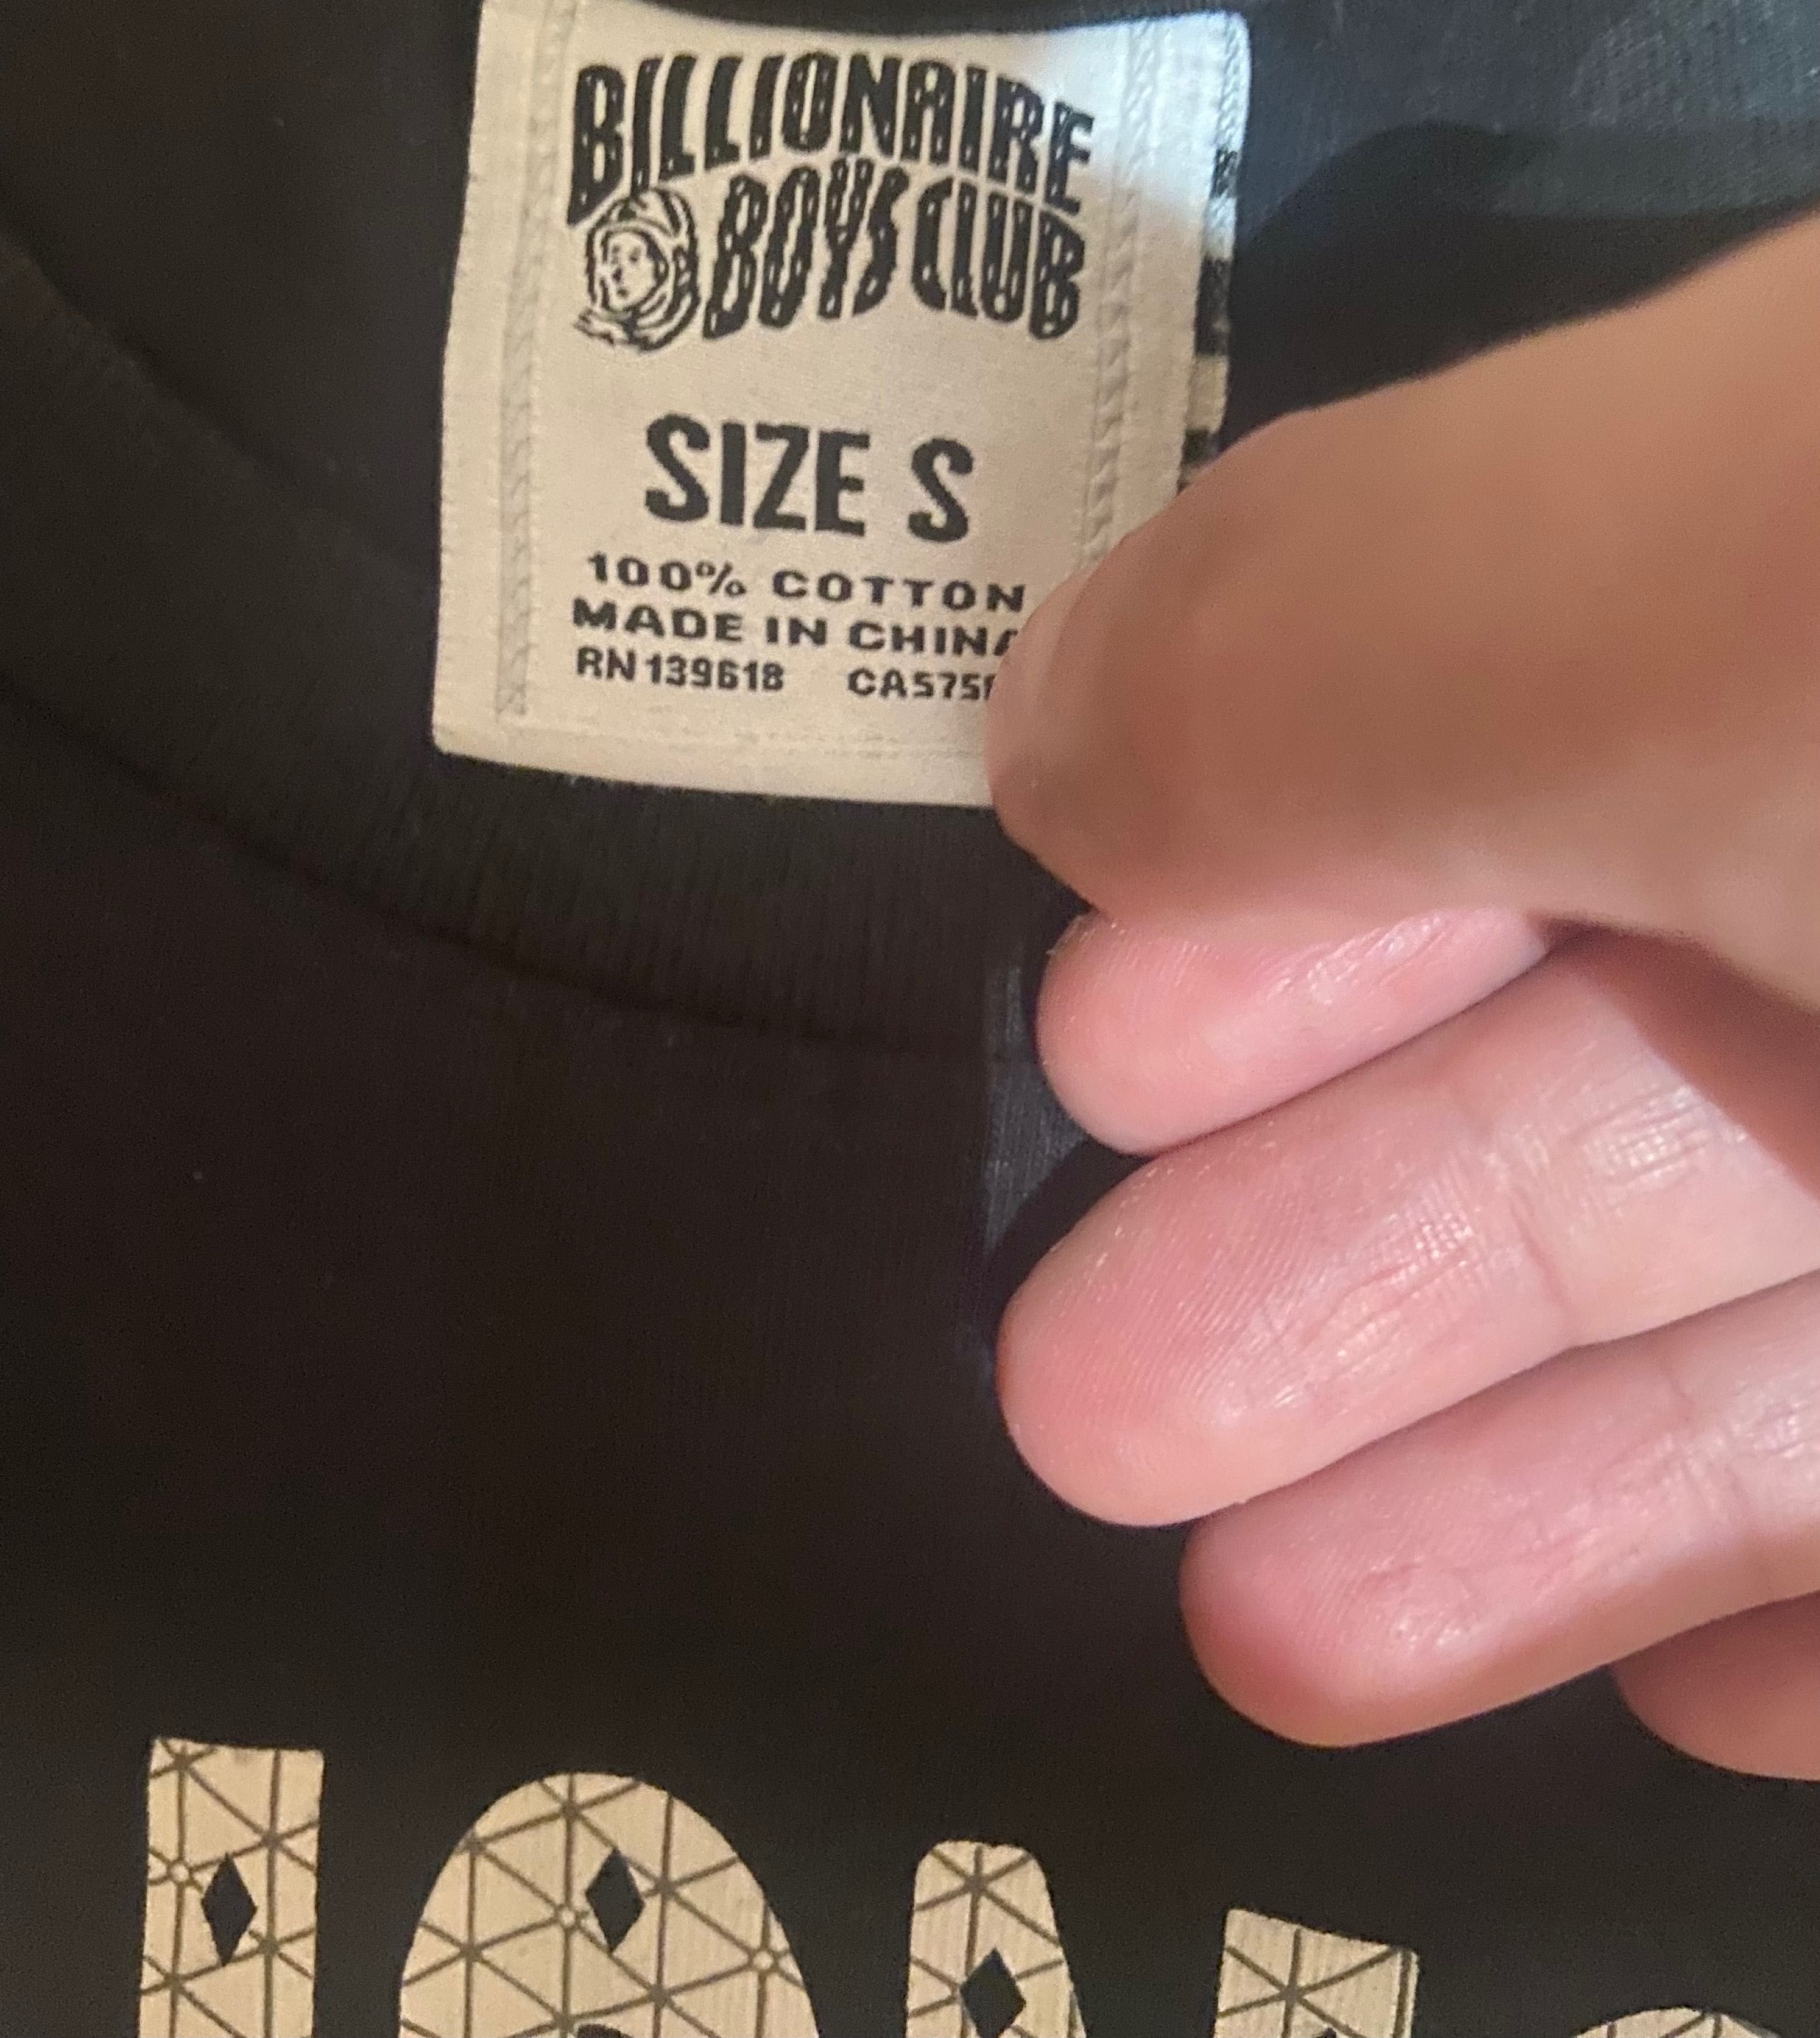 BILLIONAIRE
BOYS CLUB
SIZE S
100% COTTON
MADE IN CHINA
RN 139618